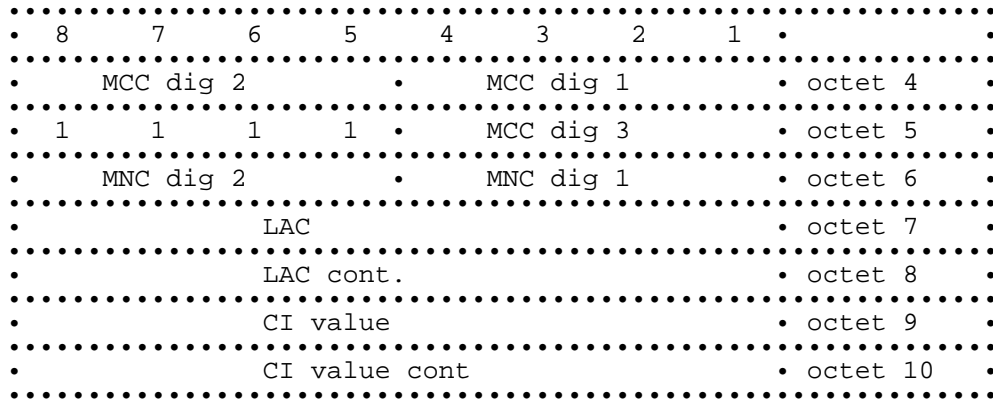 8 7 6 5 4 3 2 1
MCC dig 2 MCC dig 1 octet 4
1 1 1 1 MCC dig 3 octet 5
MNC dig 2 MNC dig 1 octet 6
LAC octet 7
LAC cont. octet 8
CI value octet 9
CI value cont octet 10